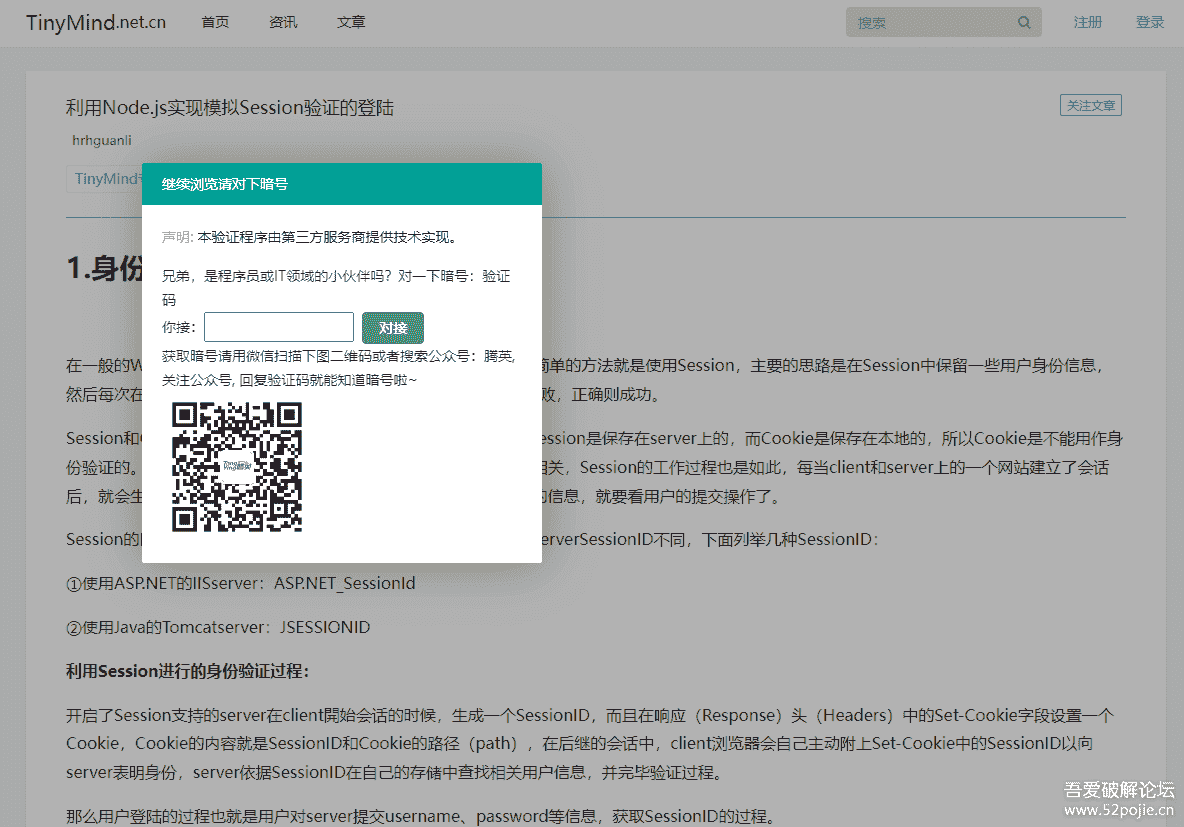 TinyMind.net.cn 首页 资讯 文章 搜索 注册 登录
利用Node.js实现模拟Session验证的登陆 关注文章
hrhguanli
TinyMind
继续浏览请对下暗号
声明: 本验证程序由第三方服务商提供技术实现。
1.身份
兄弟，是程序员或IT领域的小伙伴吗？对一下暗号：验证
码
你接： 对接
获取暗号请用微信扫描下图二维码或者搜索公众号：腾英,
关注公众号, 回复验证码就能知道暗号啦~
在一般的W 简单的方法就是使用Session，主要的思路是在Session中保留一些用户身份信息，
然后每次在 败，正确则成功。
Session和 ession是保存在server上的，而Cookie是保存在本地的，所以Cookie是不能用作身
份验证的。 相关，Session的工作过程也是如此，每当client和server上的一个网站建立了会话
后，就会生 的信息，就要看用户的提交操作了。
Session的 erverSessionID不同，下面列举几种SessionID：
①使用ASP.NET的IISserver：ASP.NET_SessionId
②使用Java的Tomcatserver：JSESSIONID
利用Session进行的身份验证过程：
开启了Session支持的server在client開始会话的时候，生成一个SessionID，而且在响应（Response）头（Headers）中的Set-Cookie字段设置一个
Cookie，Cookie的内容就是SessionID和Cookie的路径（path），在后继的会话中，client浏览器会自己主动附上Set-Cookie中的SessionID以向
server表明身份，server依据SessionID在自己的存储中查找相关用户信息，并完毕验证过程。
那么用户登陆的过程也就是用户对server提交username、password等信息，获取SessionID的过程。
吾爱破解论坛
www.52pojie.cn